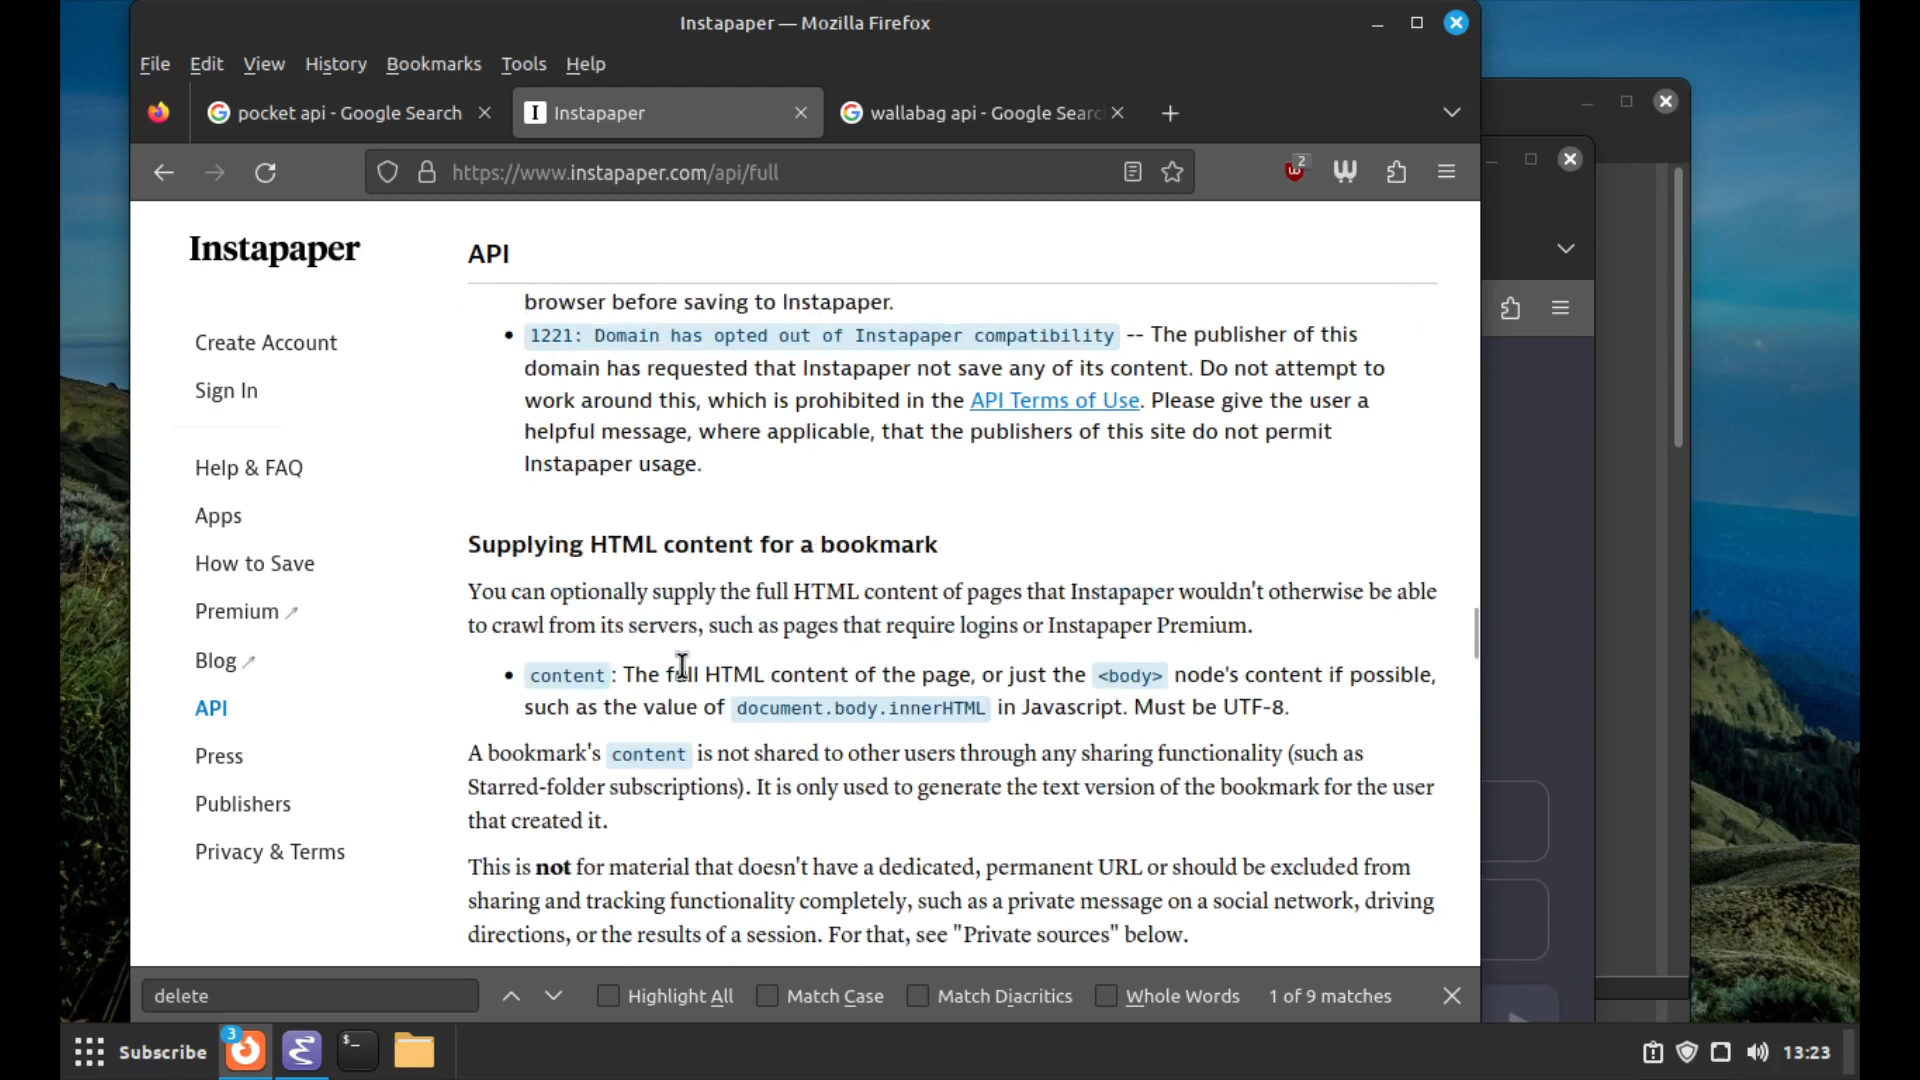 Instapaper — Mozilla Firefox
File Edit View History Bookmarks Tools Help
pocket api - Google Search
Instapaper
wallabag api - Google Searc
https://www.instapaper.com/api/full
2
Instapaper
Create Account
Sign In
Help & FAQ
Apps
How to Save
Premium
Blog
API
Press
Publishers
Privacy & Terms
API
browser before saving to Instapaper.
• 1221: Domain has opted out of Instapaper compatibility -- The publisher of this
domain has requested that Instapaper not save any of its content. Do not attempt to
work around this, which is prohibited in the API Terms of Use. Please give the user a
helpful message, where applicable, that the publishers of this site do not permit
Instapaper usage.
Supplying HTML content for a bookmark
You can optionally supply the full HTML content of pages that Instapaper wouldn't otherwise be able
to crawl from its servers, such as pages that require logins or Instapaper Premium.
• content: The full HTML content of the page, or just the <body> node's content if possible,
such as the value of document.body.innerHTML in Javascript. Must be UTF-8.
A bookmark's content is not shared to other users through any sharing functionality (such as
Starred-folder subscriptions). It is only used to generate the text version of the bookmark for the user
that created it.
This is not for material that doesn't have a dedicated, permanent URL or should be excluded from
sharing and tracking functionality completely, such as a private message on a social network, driving
directions, or the results of a session. For that, see "Private sources" below.
delete
Highlight All Match Case Match Diacritics Whole Words 1 of 9 matches
Subscribe
3
$_
13:23